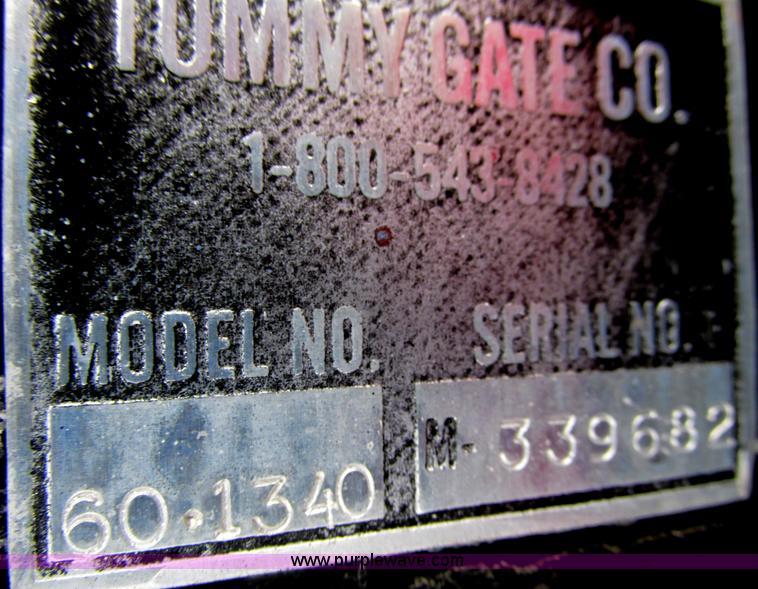 TOMMY GATE CO.
1-800-543-8428
MODEL NO. SERIAL NO.
60·1340 M-339682
www.purplewave.com